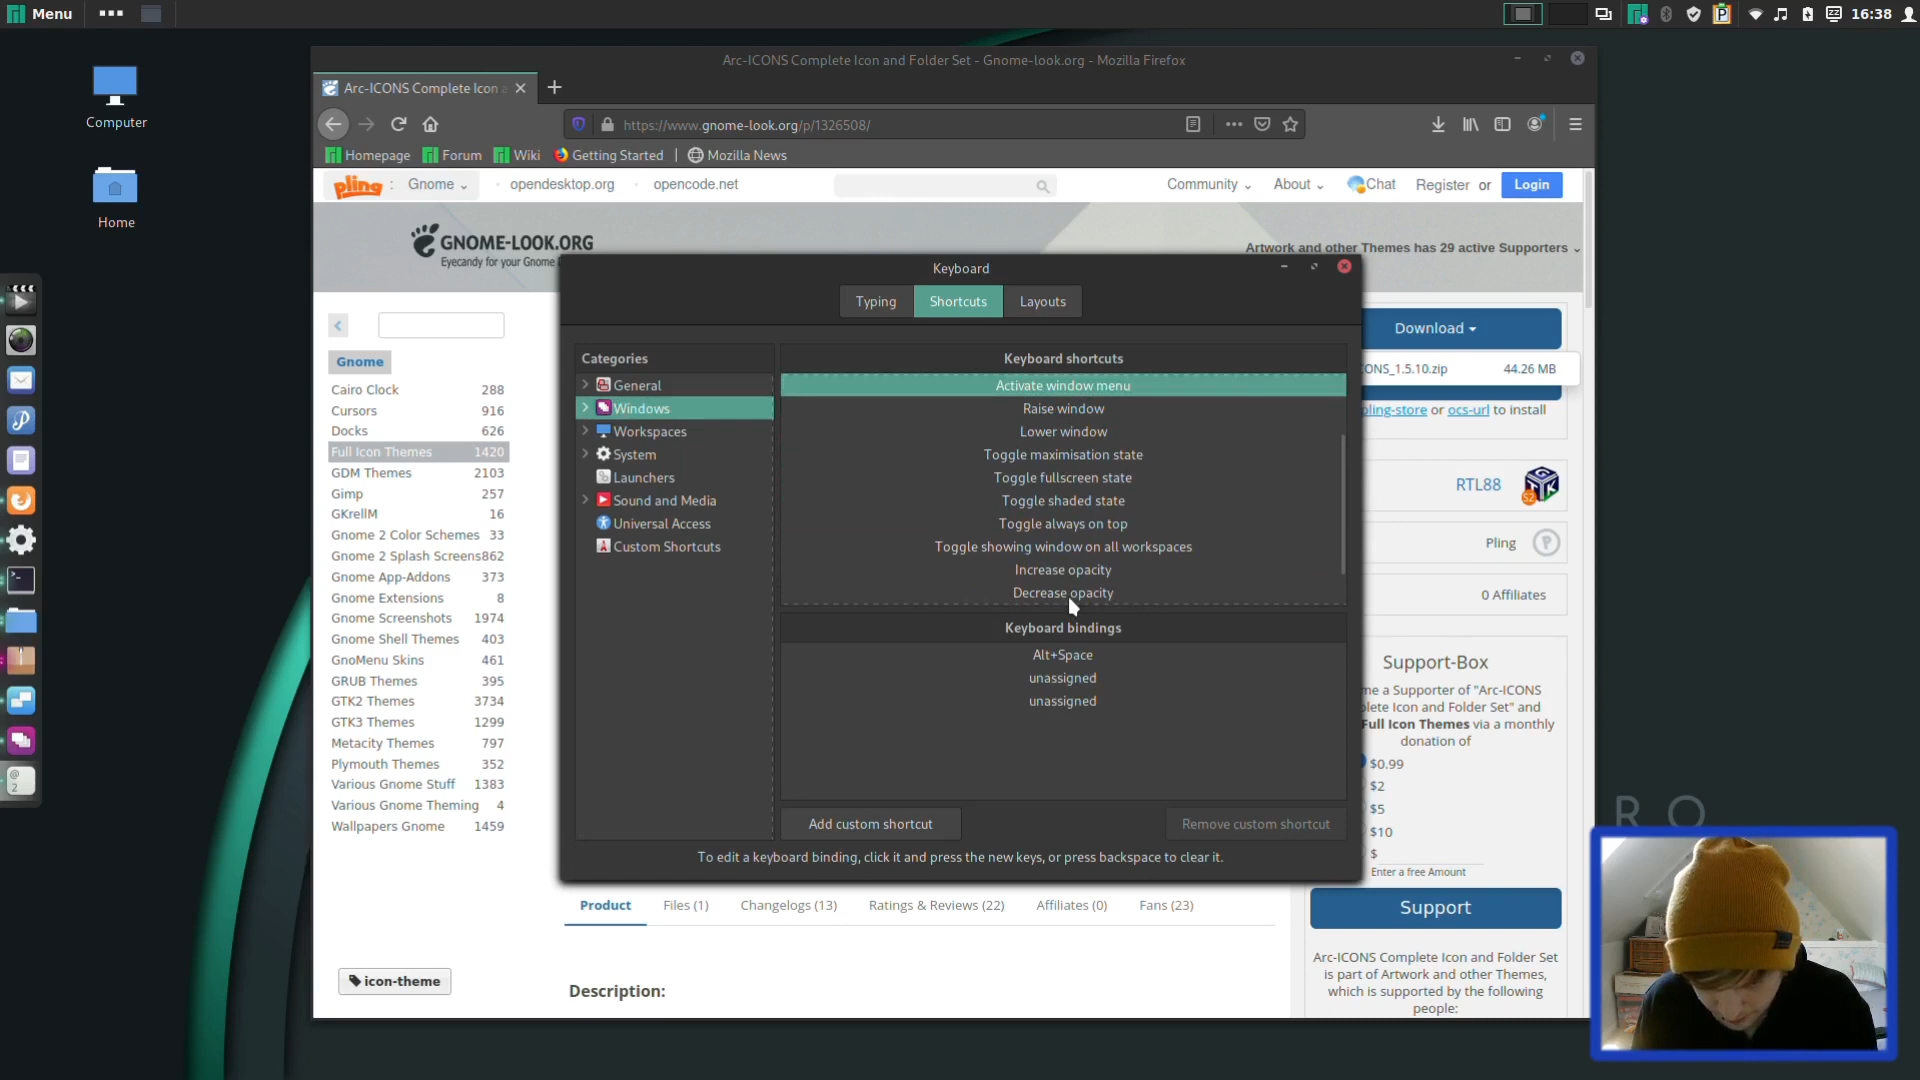 Menu
16:38
Computer
Home
Arc-ICONS Complete Icon and Folder Set - Gnome-look.org - Mozilla Firefox
Arc-ICONS Complete Icon
https://www.gnome-look.org/p/1326508/
Homepage Forum Wiki Getting Started | Mozilla News
pling : Gnome opendesktop.org opencode.net
Community About Chat Register or Login
GNOME-LOOK.ORG
Eyecandy for your Gnome
Artwork and other Themes has 29 active Supporters
Keyboard
Typing Shortcuts Layouts
Categories
General
Windows
Workspaces
System
Launchers
Sound and Media
Universal Access
Custom Shortcuts
Keyboard shortcuts
Activate window menu
Raise window
Lower window
Toggle maximisation state
Toggle fullscreen state
Toggle shaded state
Toggle always on top
Toggle showing window on all workspaces
Increase opacity
Decrease opacity
Keyboard bindings
Alt+Space
unassigned
unassigned
Add custom shortcut
Remove custom shortcut
To edit a keyboard binding, click it and press the new keys, or press backspace to clear it.
Gnome
Cairo Clock 288
Cursors 916
Docks 626
Full Icon Themes 1420
GDM Themes 2103
Gimp 257
GKrellM 16
Gnome 2 Color Schemes 33
Gnome 2 Splash Screens862
Gnome App-Addons 373
Gnome Extensions 8
Gnome Screenshots 1974
Gnome Shell Themes 403
GnoMenu Skins 461
GRUB Themes 395
GTK2 Themes 3734
GTK3 Themes 1299
Metacity Themes 797
Plymouth Themes 352
Various Gnome Stuff 1383
Various Gnome Theming 4
Wallpapers Gnome 1459
icon-theme
Download
ONS_1.5.10.zip 44.26 MB
pling-store or ocs-url to install
RTL88
Pling
0 Affiliates
Support-Box
me a Supporter of "Arc-ICONS
plete Icon and Folder Set" and
Full Icon Themes via a monthly
donation of
$0.99
$2
$5
$10
$
Enter a free Amount
Support
Arc-ICONS Complete Icon and Folder Set
is part of Artwork and other Themes,
which is supported by the following
people:
Product Files (1) Changelogs (13) Ratings & Reviews (22) Affiliates (0) Fans (23)
Description:
R O